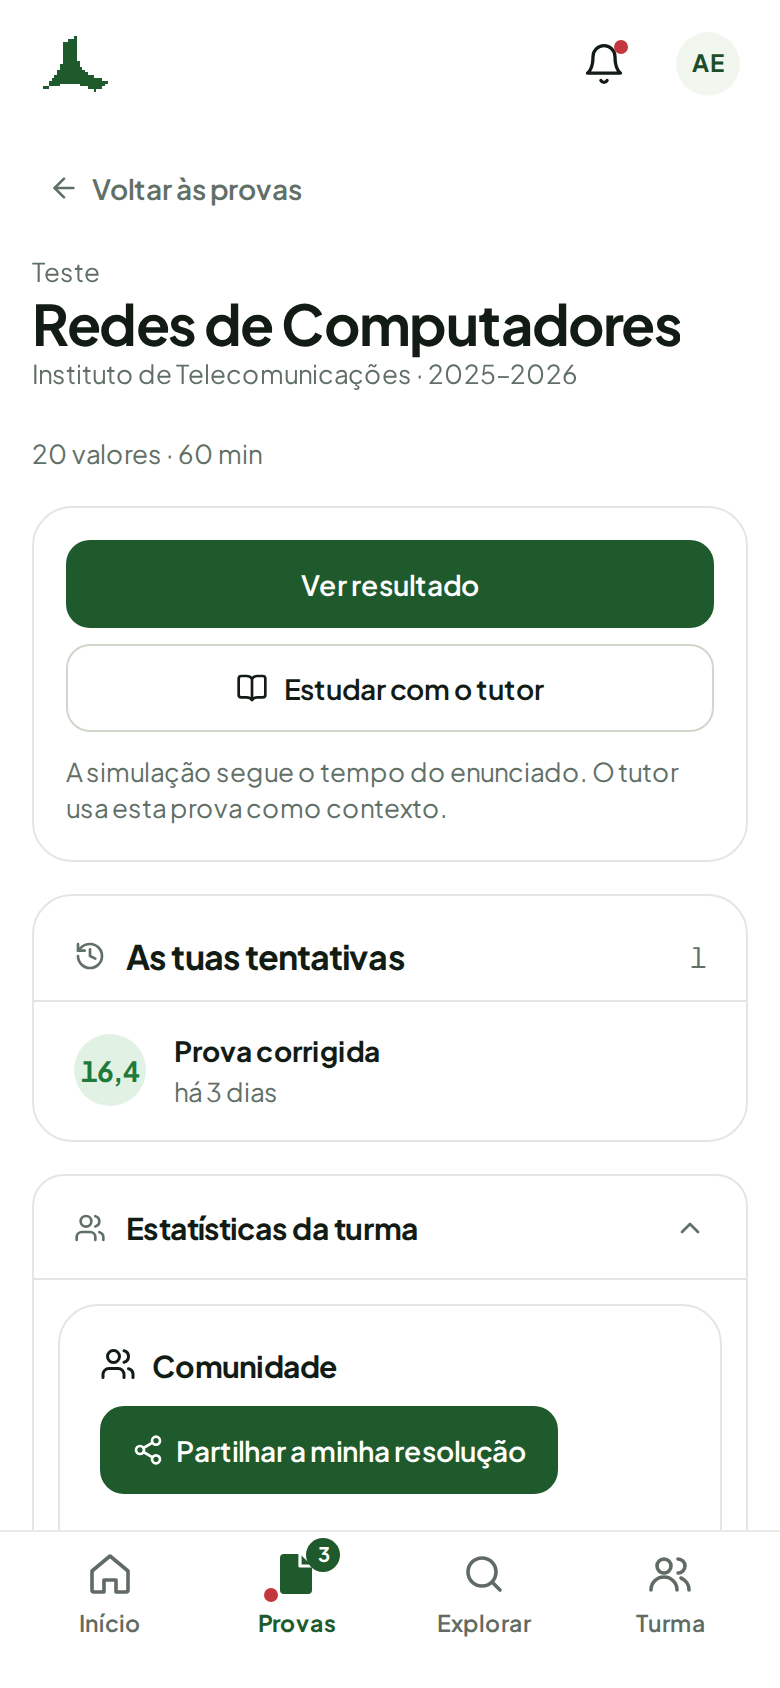 AE
Voltar às provas
Teste
Redes de Computadores
Instituto de Telecomunicações · 2025–2026
20 valores · 60 min
Ver resultado
Estudar com o tutor
A simulação segue o tempo do enunciado. O tutor
usa esta prova como contexto.
As tuas tentativas 1
16,4
Prova corrigida
há 3 dias
Estatísticas da turma
Comunidade
Partilhar a minha resolução
3
Início Provas Explorar Turma